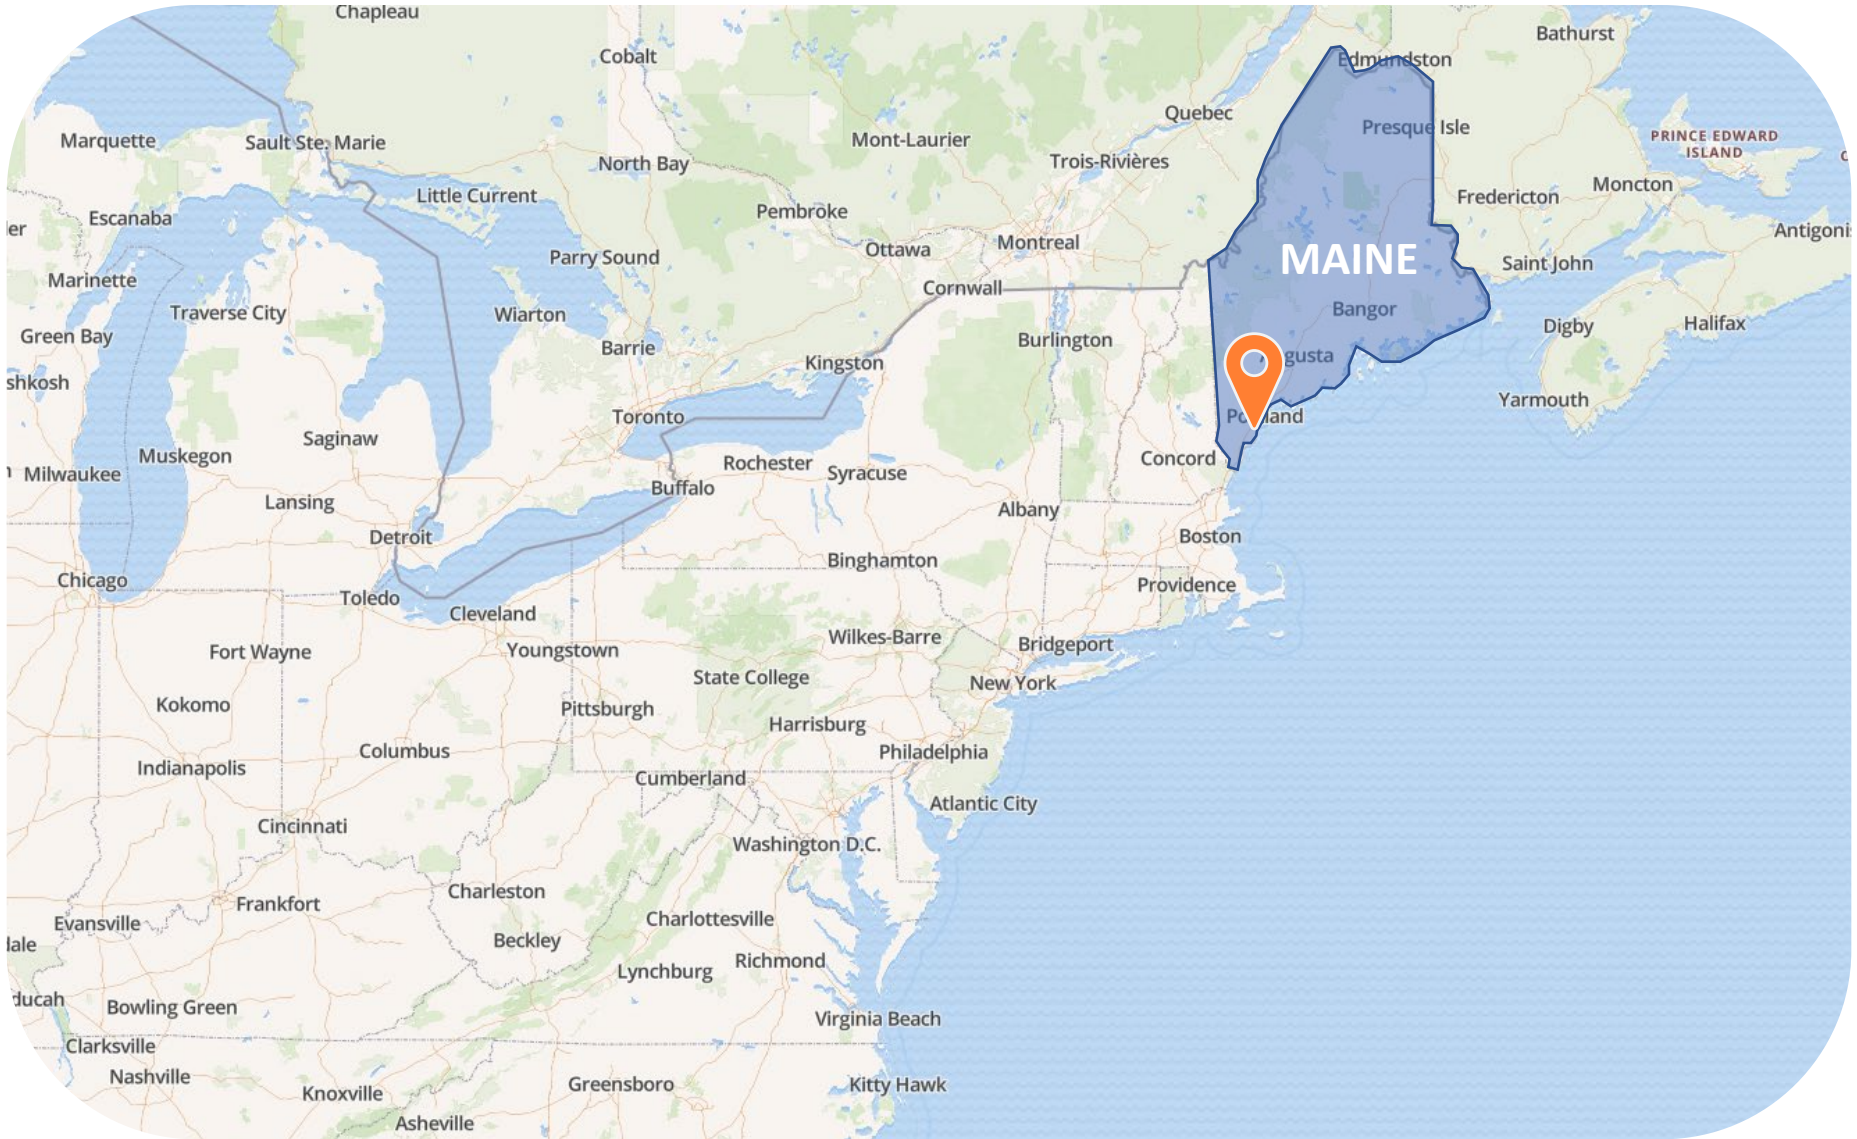 Chapleau
Bathurst
Cobalt
Edmundston
Quebec
Presque Isle
PRINCE EDWARD
ISLAND
Marquette
Sault Ste. Marie
Mont-Laurier
North Bay
Trois-Rivières
Moncton
Little Current
Fredericton
Escanaba
Pembroke
Antigonis
Montreal
Ottawa
Parry Sound
MAINE
Saint John
Marinette
Cornwall
Traverse City
Wiarton
Bangor
Halifax
Digby
Green Bay
Burlington
Barrie
gusta
Kingston
shkosh
Yarmouth
Toronto
Po land
Saginaw
Muskegon
Concord
Rochester
Syracuse
Milwaukee
Buffalo
Lansing
Albany
Detroit
Boston
Binghamton
Chicago
Providence
Toledo
Cleveland
Wilkes-Barre
Bridgeport
Fort Wayne
Youngstown
State College
New York
Kokomo
Pittsburgh
Harrisburg
Columbus
Philadelphia
Indianapolis
Cumberland
Atlantic City
Cincinnati
Washington D.C.
Charleston
Frankfort
Charlottesville
Evansville
Beckley
Richmond
Lynchburg
ducah
Bowling Green
Virginia Beach
Clarksville
Nashville
Greensboro
Kitty Hawk
Knoxville
Asheville